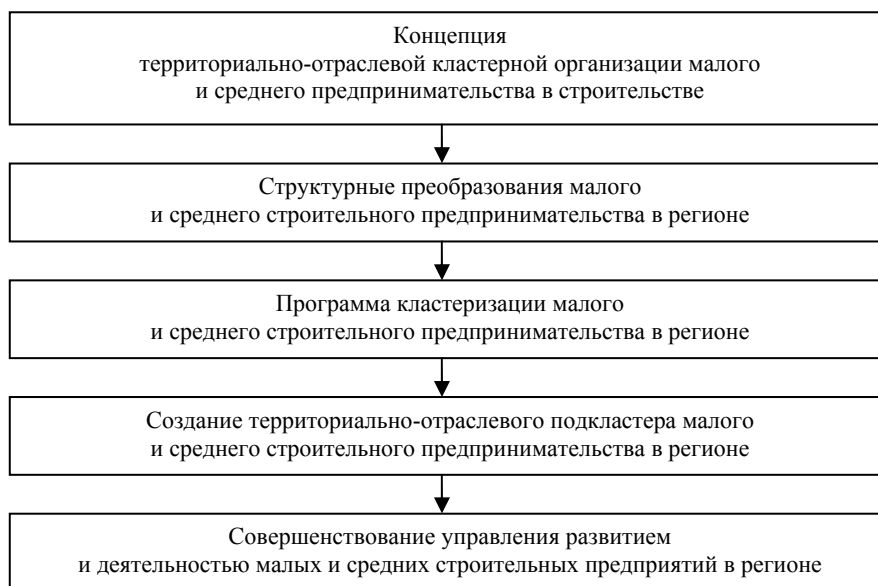 Концепция
территориально-отраслевой кластерной организации малого
и среднего предпринимательства в строительстве
Структурные преобразования малого
и среднего строительного предпринимательства в регионе
Программа кластеризации малого
и среднего строительного предпринимательства в регионе
Создание территориально-отраслевого подкластера малого
и среднего строительного предпринимательства в регионе
Совершенствование управления развитием
и деятельностью малых и средних строительных предприятий в регионе